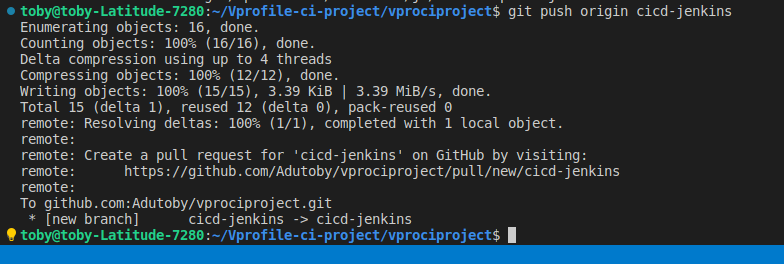 toby@toby-Latitude-7280:~/Vprofile-ci-project/vprociproject$ git push origin cicd-jenkins
Enumerating objects: 16, done.
Counting objects: 100% (16/16), done.
Delta compression using up to 4 threads
Compressing objects: 100% (12/12), done.
Writing objects: 100% (15/15), 3.39 KiB | 3.39 MiB/s, done.
Total 15 (delta 1), reused 12 (delta 0), pack-reused 0
remote: Resolving deltas: 100% (1/1), completed with 1 local object.
remote:
remote: Create a pull request for 'cicd-jenkins' on GitHub by visiting:
remote:      https://github.com/Adutoby/vprociproject/pull/new/cicd-jenkins
remote:
To github.com:Adutoby/vprociproject.git
 * [new branch]      cicd-jenkins -> cicd-jenkins
toby@toby-Latitude-7280:~/Vprofile-ci-project/vprociproject$